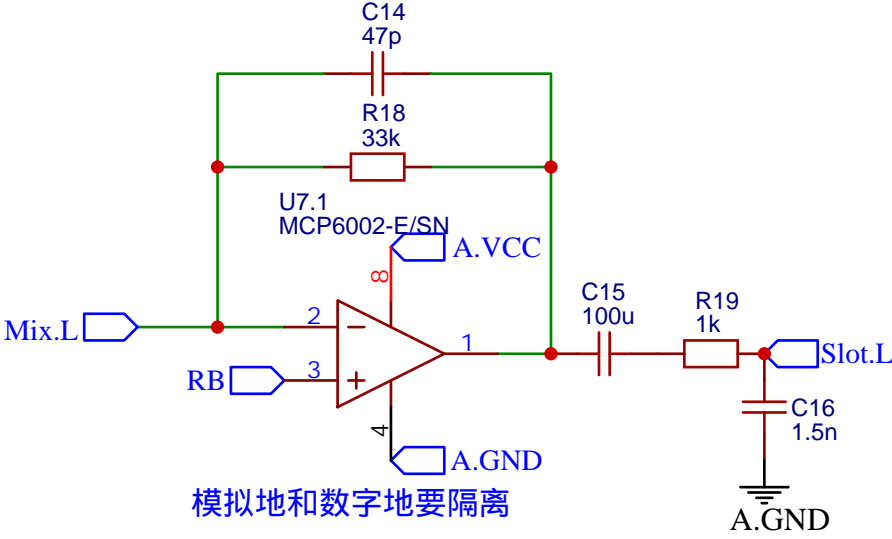 C14
47p
R18
33k
U7.1
MCP6002-E/SN
A.VCC
8
C15
100u
R19
1k
Mix.L
2
1
Slot.L
RB
3
4
C16
1.5n
A.GND
模拟地和数字地要隔离
A.GND